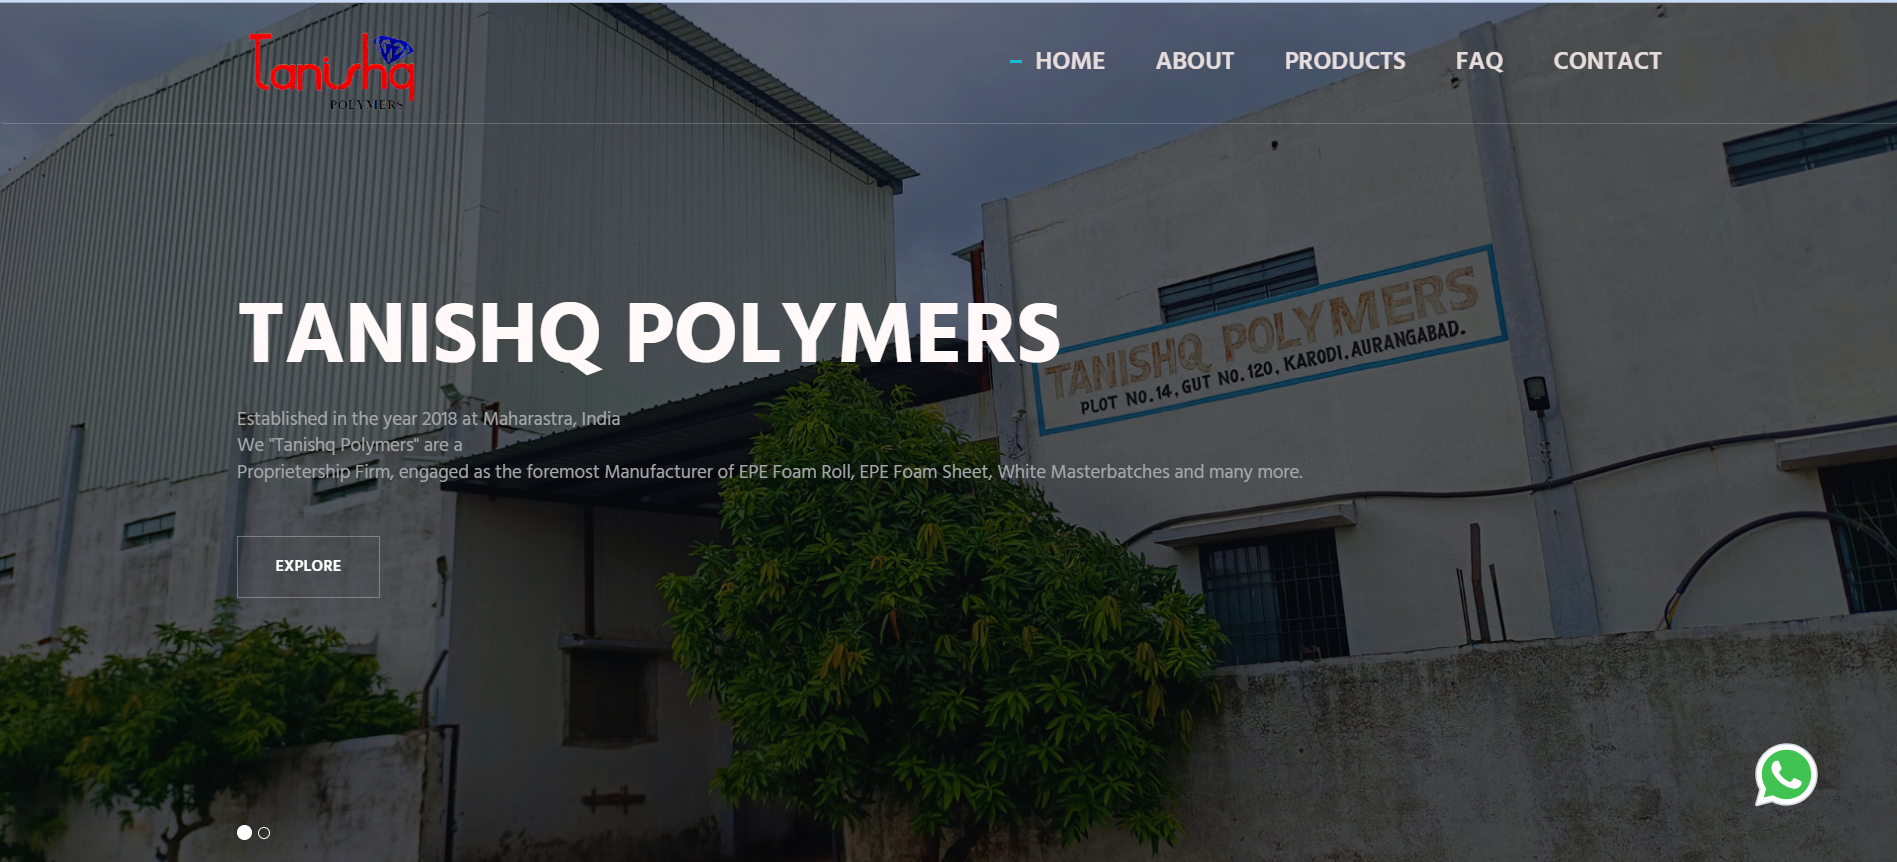 Tanishq
POLYMERS
HOME ABOUT PRODUCTS FAQ CONTACT
TANISHQ POLYMERS
PLOT NO.14, GUT NO.120, KARODI, AURANGABAD.
TANISHQ POLYMERS
Established in the year 2018 at Maharastra, India
We "Tanishq Polymers" are a
Proprietership Firm, engaged as the foremost Manufacturer of EPE Foam Roll, EPE Foam Sheet, White Masterbatches and many more.
EXPLORE